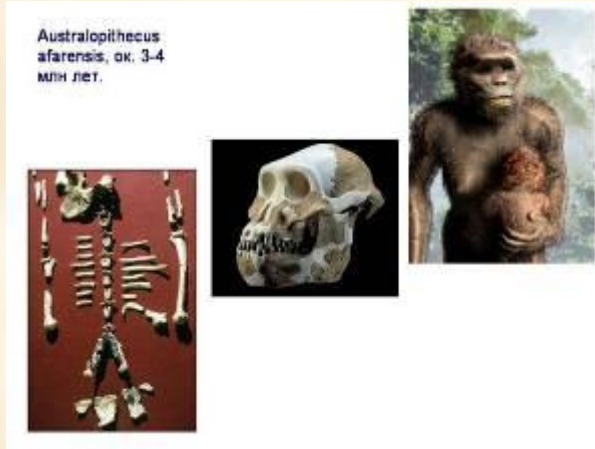 Australopithecus
afarensis, ок. 3-4
млн лет.